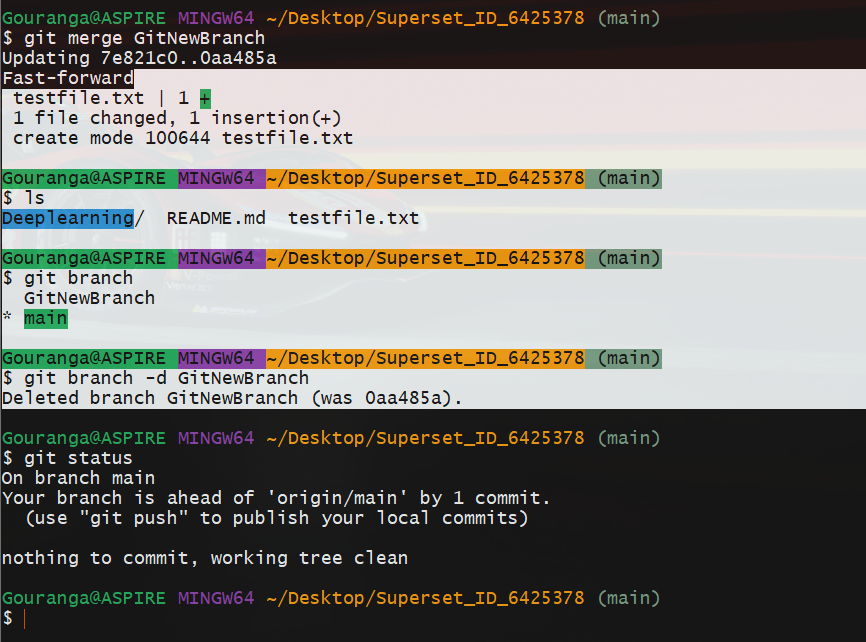 Gouranga@ASPIRE MINGW64 ~/Desktop/Superset_ID_6425378 (main)
$ git merge GitNewBranch
Updating 7e821c0..0aa485a
Fast-forward
 testfile.txt | 1 +
 1 file changed, 1 insertion(+)
 create mode 100644 testfile.txt

Gouranga@ASPIRE MINGW64 ~/Desktop/Superset_ID_6425378 (main)
$ ls
Deeplearning/  README.md  testfile.txt

Gouranga@ASPIRE MINGW64 ~/Desktop/Superset_ID_6425378 (main)
$ git branch
  GitNewBranch
* main

Gouranga@ASPIRE MINGW64 ~/Desktop/Superset_ID_6425378 (main)
$ git branch -d GitNewBranch
Deleted branch GitNewBranch (was 0aa485a).

Gouranga@ASPIRE MINGW64 ~/Desktop/Superset_ID_6425378 (main)
$ git status
On branch main
Your branch is ahead of 'origin/main' by 1 commit.
  (use "git push" to publish your local commits)

nothing to commit, working tree clean

Gouranga@ASPIRE MINGW64 ~/Desktop/Superset_ID_6425378 (main)
$